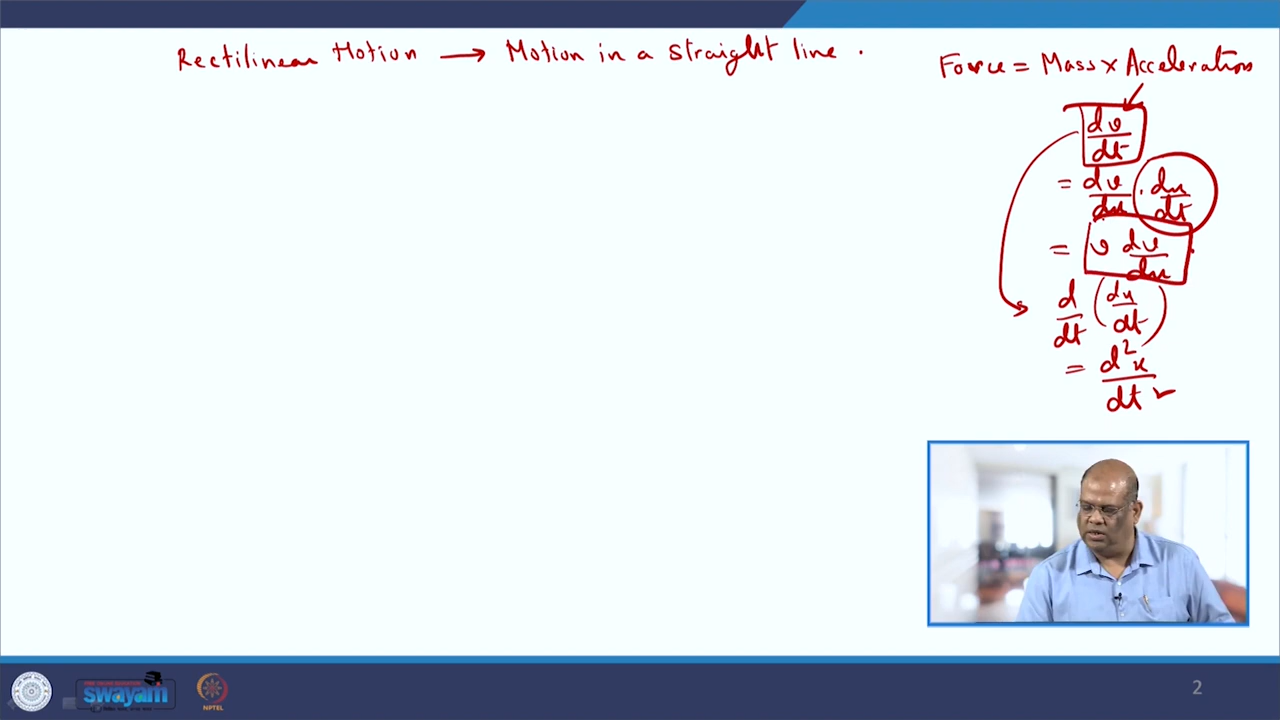 Rectilinear Motion → Motion in a straight line .
Force = Mass x Acceleration
dv/dt
= dv/dx . dx/dt
= v dv/dx .
d/dt (dx/dt)
= d²x/dt²
swayam
NPTEL
2